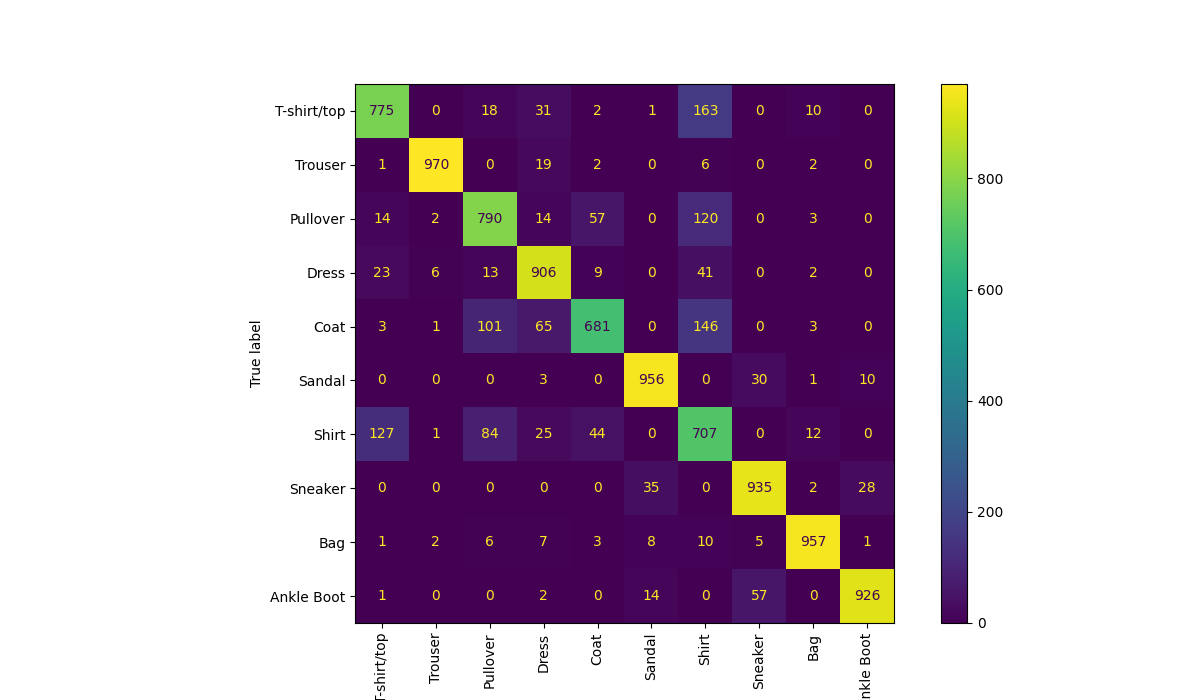 T-shirt/top 775 0 18 31 2 1 163 0 10 0
Trouser 1 970 0 19 2 0 6 0 2 0
800
Pullover 14 2 790 14 57 0 120 0 3 0
Dress 23 6 13 906 9 0 41 0 2 0
600
Coat 3 1 101 65 681 0 146 0 3 0
True label
Sandal 0 0 0 3 0 956 0 30 1 10
400
Shirt 127 1 84 25 44 0 707 0 12 0
Sneaker 0 0 0 0 0 35 0 935 2 28
200
Bag 1 2 6 7 3 8 10 5 957 1
Ankle Boot 1 0 0 2 0 14 0 57 0 926
0
T-shirt/top
Trouser
Pullover
Dress
Coat
Sandal
Shirt
Sneaker
Bag
nkle Boot